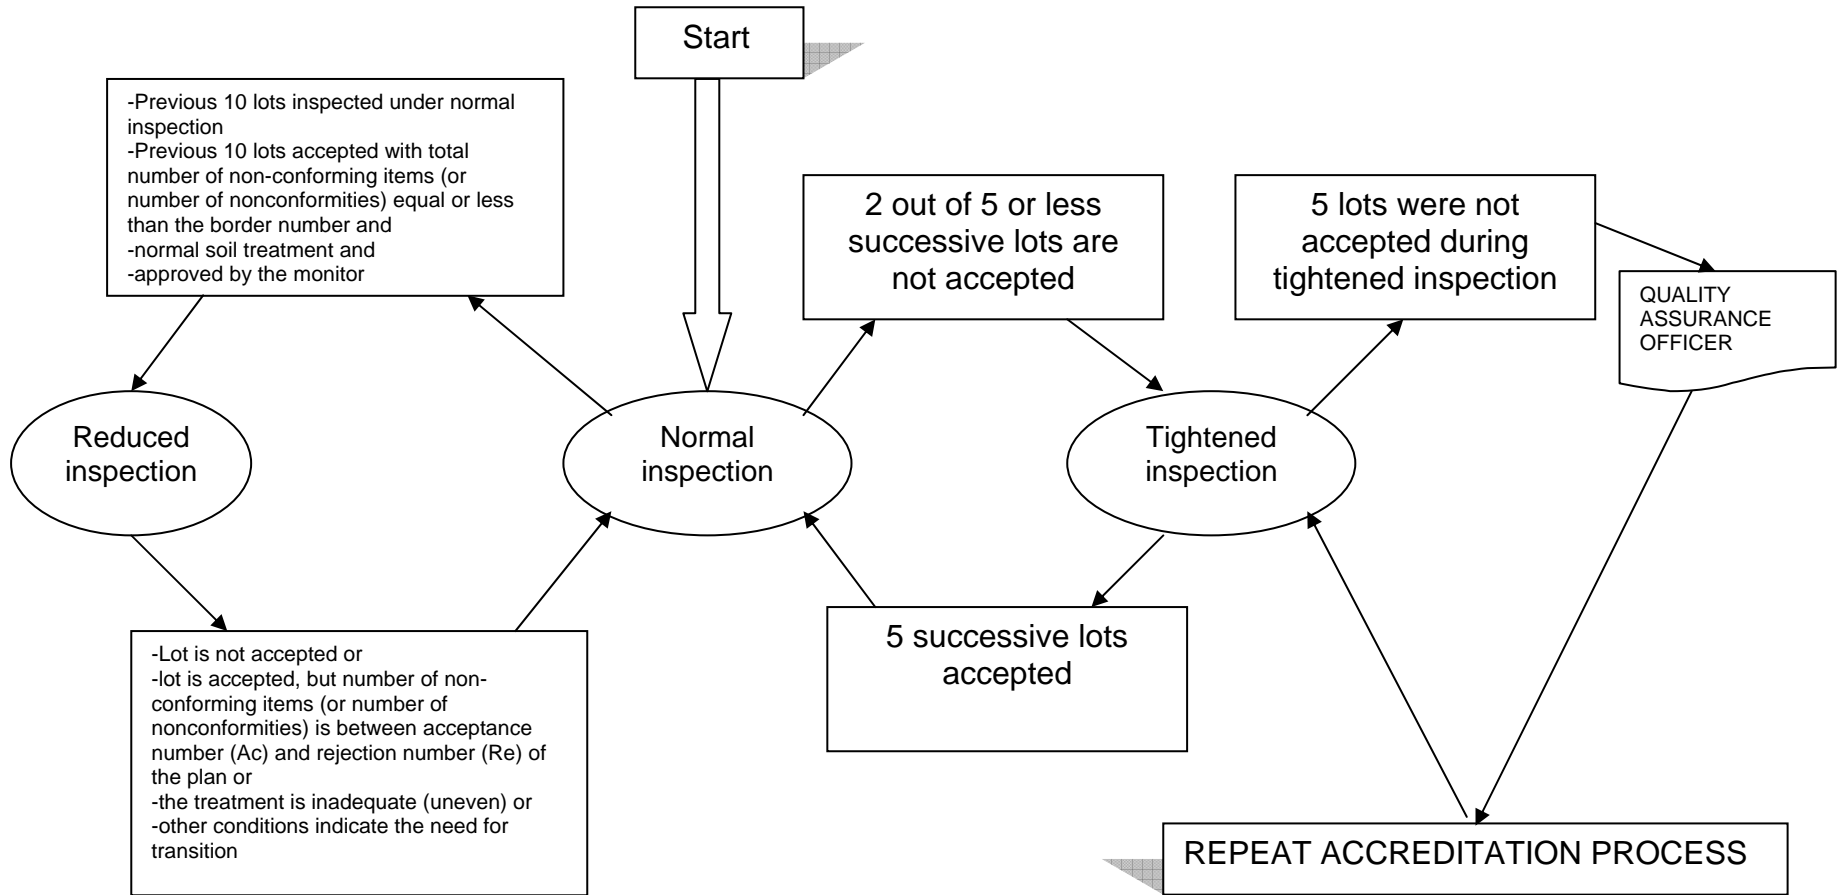 Start
-Previous 10 lots inspected under normal
inspection
-Previous 10 lots accepted with total
number of non-conforming items (or
number of nonconformities) equal or less
than the border number and
-normal soil treatment and
-approved by the monitor
2 out of 5 or less
successive lots are
not accepted
5 lots were not
accepted during
tightened inspection
QUALITY
ASSURANCE
OFFICER
Reduced
inspection
Normal
inspection
Tightened
inspection
-Lot is not accepted or
-lot is accepted, but number of non-
conforming items (or number of
nonconformities) is between acceptance
number (Ac) and rejection number (Re) of
the plan or
-the treatment is inadequate (uneven) or
-other conditions indicate the need for
transition
5 successive lots
accepted
REPEAT ACCREDITATION PROCESS